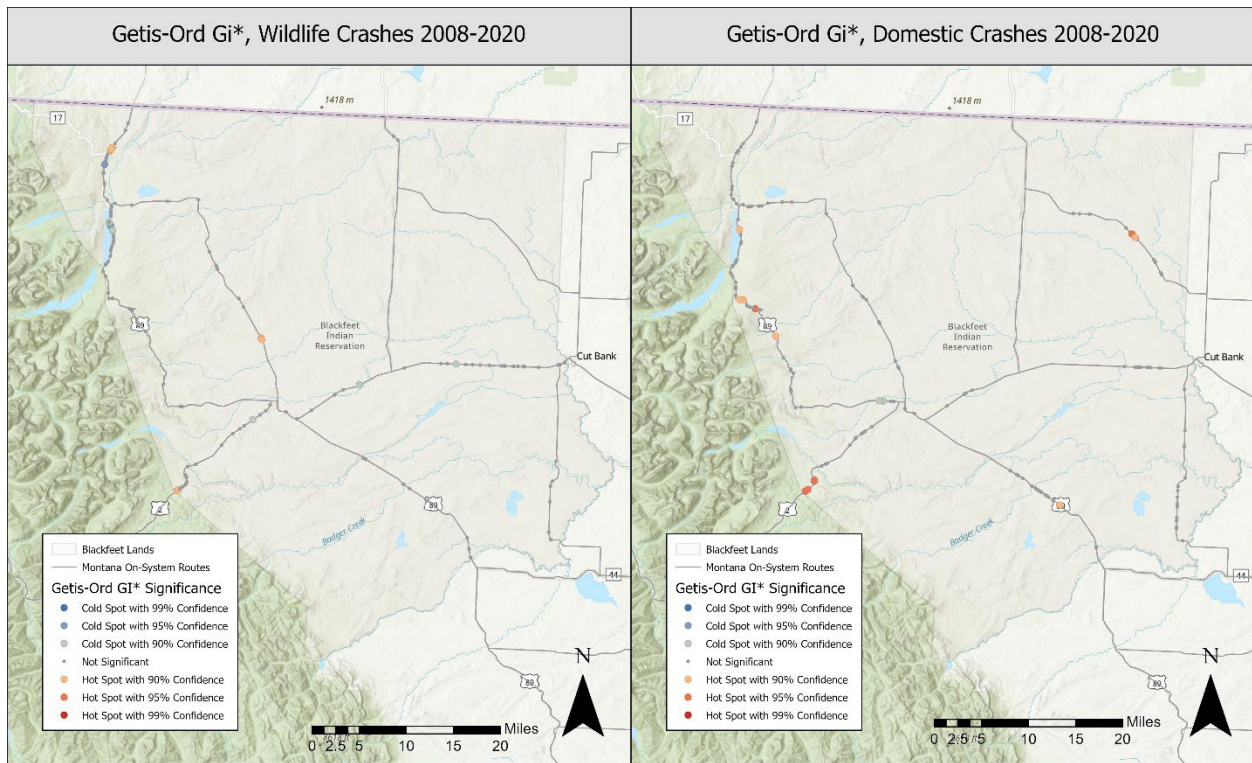 Getis-Ord Gi*, Wildlife Crashes 2008-2020
1418 m
17
89
Blackfeet
Indian
Reservation
Cut Bank
89
2
Badger Creek
44
89
Blackfeet Lands
Montana On-System Routes
Getis-Ord GI* Significance
Cold Spot with 99% Confidence
Cold Spot with 95% Confidence
Cold Spot with 90% Confidence
Not Significant
Hot Spot with 90% Confidence
Hot Spot with 95% Confidence
Hot Spot with 99% Confidence
N
Miles
0 2.5 5 10 15 20
Getis-Ord Gi*, Domestic Crashes 2008-2020
1418 m
17
89
Blackfeet
Indian
Reservation
Cut Bank
2
Badger Creek
44
89
Blackfeet Lands
Montana On-System Routes
Getis-Ord GI* Significance
Cold Spot with 99% Confidence
Cold Spot with 95% Confidence
Cold Spot with 90% Confidence
Not Significant
Hot Spot with 90% Confidence
Hot Spot with 95% Confidence
Hot Spot with 99% Confidence
N
Miles
0 2.5 5 10 15 20